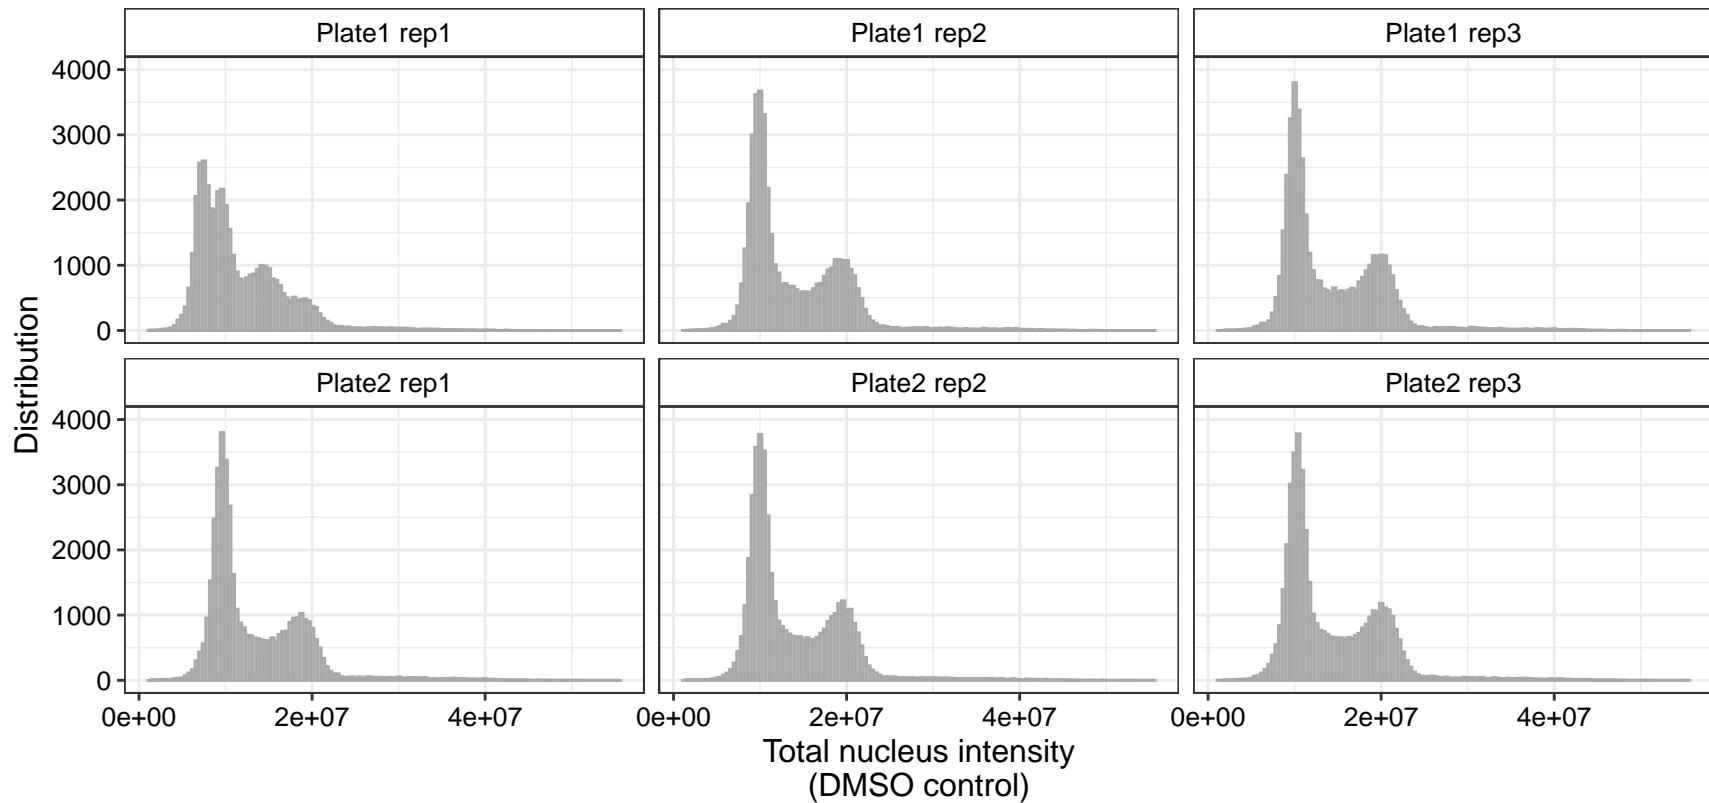 Plate1 rep1
Plate1 rep2
Plate1 rep3
4000
3000
2000
1000
0
Plate2 rep1
Plate2 rep2
Plate2 rep3
4000
3000
2000
1000
0
Distribution
0e+00 2e+07 4e+07
0e+00 2e+07 4e+07
0e+00 2e+07 4e+07
Total nucleus intensity
(DMSO control)